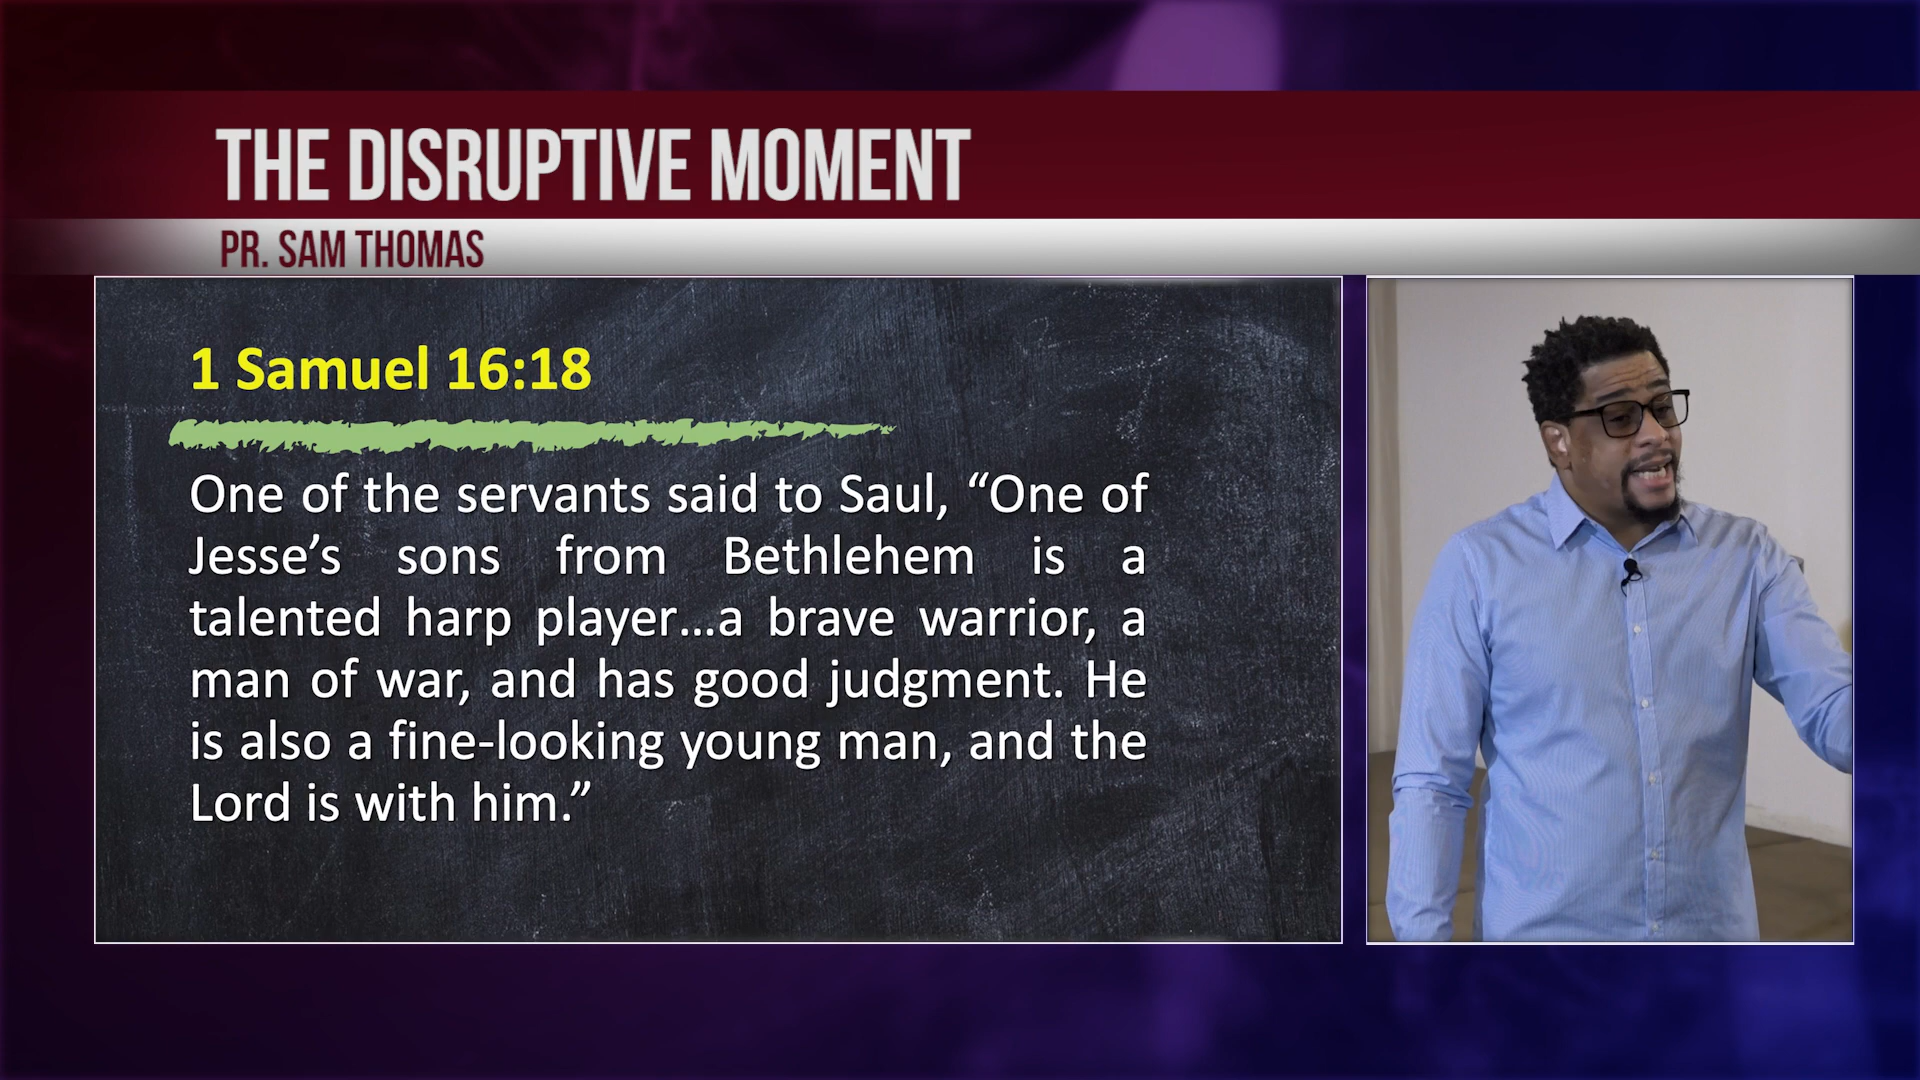 THE DISRUPTIVE MOMENT
PR. SAM THOMAS
1 Samuel 16:18
One of the servants said to Saul, “One of
Jesse’s sons from Bethlehem is a
talented harp player…a brave warrior, a
man of war, and has good judgment. He
is also a fine-looking young man, and the
Lord is with him.”